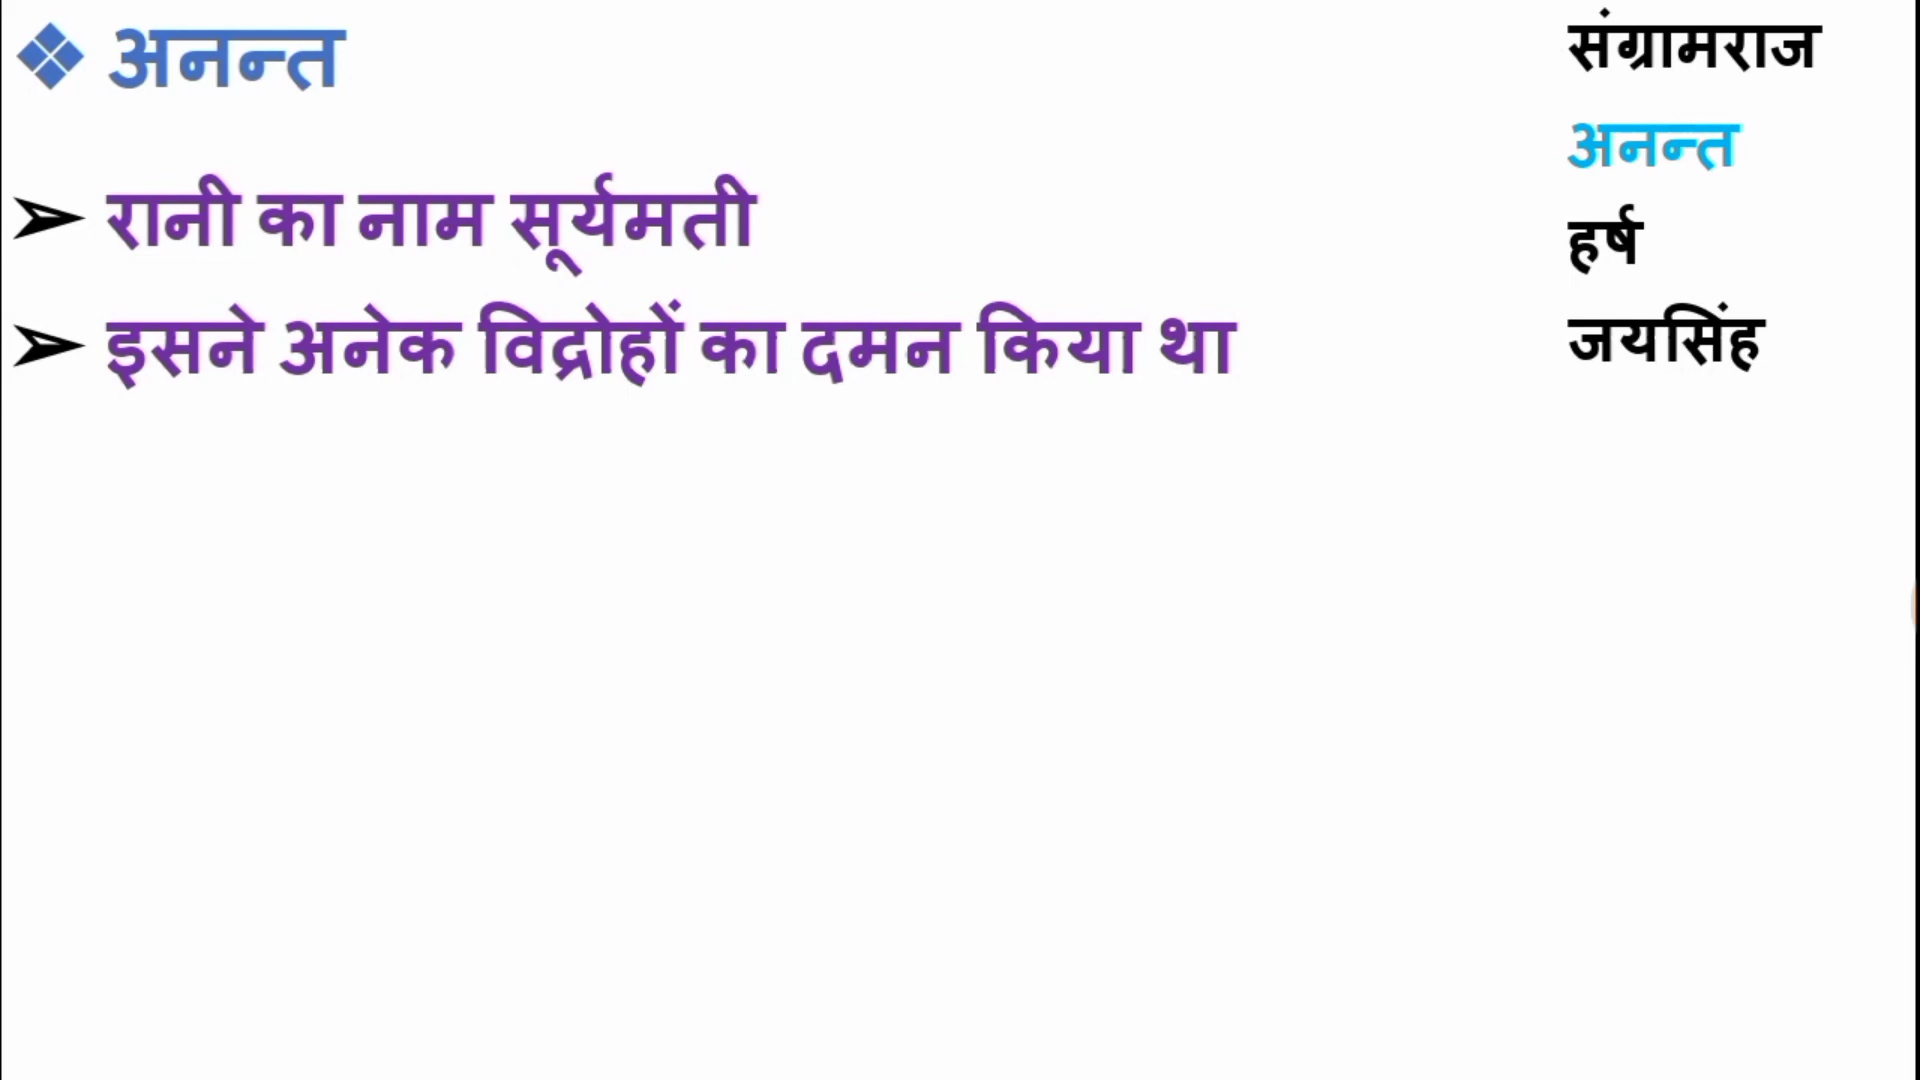 अनन्त
रानी का नाम सूर्यमती
इसने अनेक विद्रोहों का दमन किया था
संग्रामराज
अनन्त
हर्ष
जयसिंह